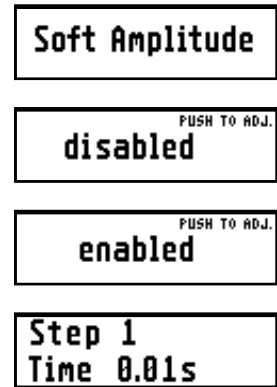 Soft Amplitude
PUSH TO ADJ.
disabled
PUSH TO ADJ.
enabled
Step 1
Time 0.01s